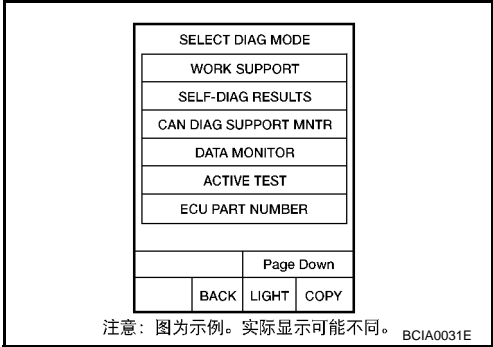 SELECT DIAG MODE
WORK SUPPORT
SELF-DIAG RESULTS
CAN DIAG SUPPORT MNTR
DATA MONITOR
ACTIVE TEST
ECU PART NUMBER
Page Down
BACK LIGHT COPY
注意：图为示例。实际显示可能不同。
BCIA0031E